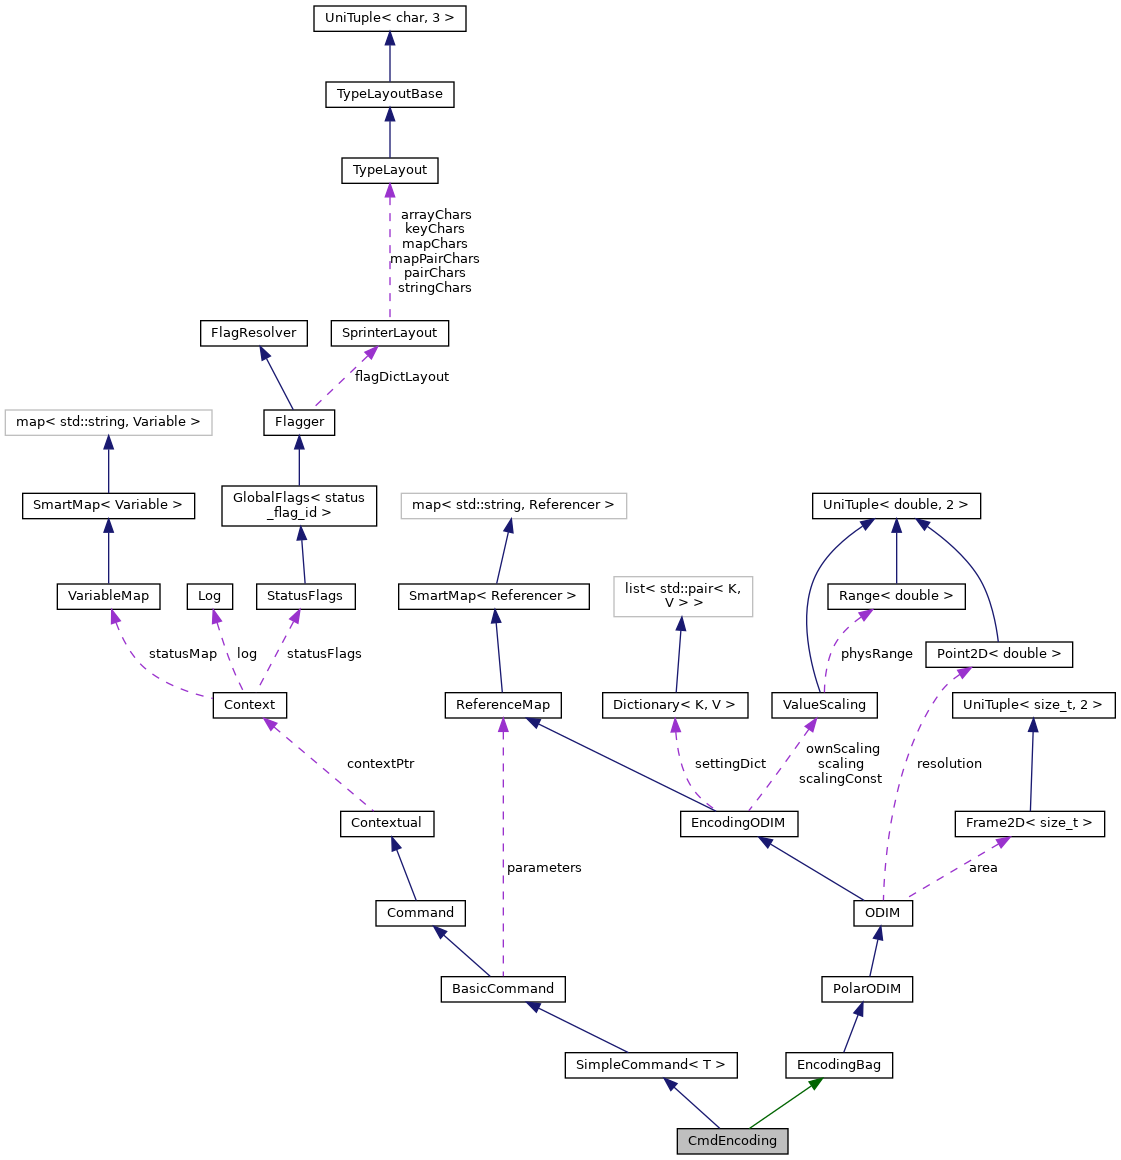 UniTuple< char, 3 >
TypeLayoutBase
TypeLayout
arrayChars
keyChars
mapChars
mapPairChars
pairChars
stringChars
FlagResolver
SprinterLayout
flagDictLayout
map< std::string, Variable >
Flagger
SmartMap< Variable >
GlobalFlags< status
_flag_id >
map< std::string, Referencer >
UniTuple< double, 2 >
VariableMap
Log
StatusFlags
SmartMap< Referencer >
list< std::pair< K,
V > >
Range< double >
statusMap
log
statusFlags
physRange
Point2D< double >
Context
ReferenceMap
Dictionary< K, V >
ValueScaling
UniTuple< size_t, 2 >
contextPtr
settingDict
ownScaling
scaling
scalingConst
resolution
Contextual
EncodingODIM
Frame2D< size_t >
parameters
area
Command
ODIM
BasicCommand
PolarODIM
SimpleCommand< T >
EncodingBag
CmdEncoding